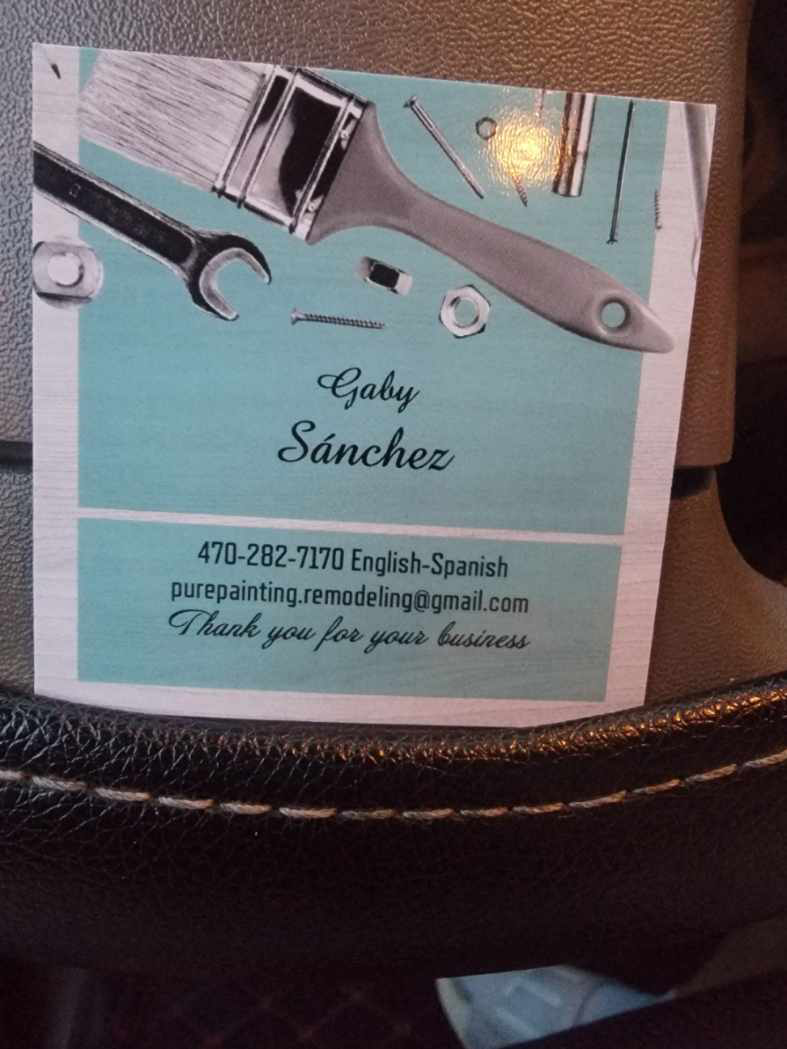 Gaby
Sánchez
470-282-7170 English-Spanish
purepainting.remodeling@gmail.com
Thank you for your business